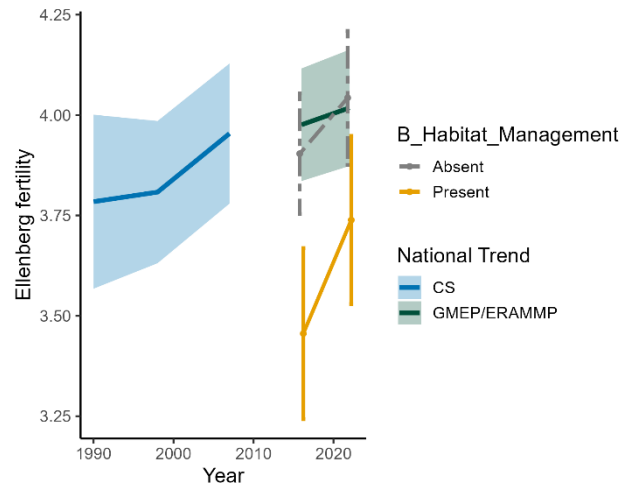 4.25
4.00
3.75
3.50
3.25
Ellenberg fertility
1990
2000
2010
2020
Year
B_Habitat_Management
Absent
Present
National Trend
CS
GMEP/ERAMMP